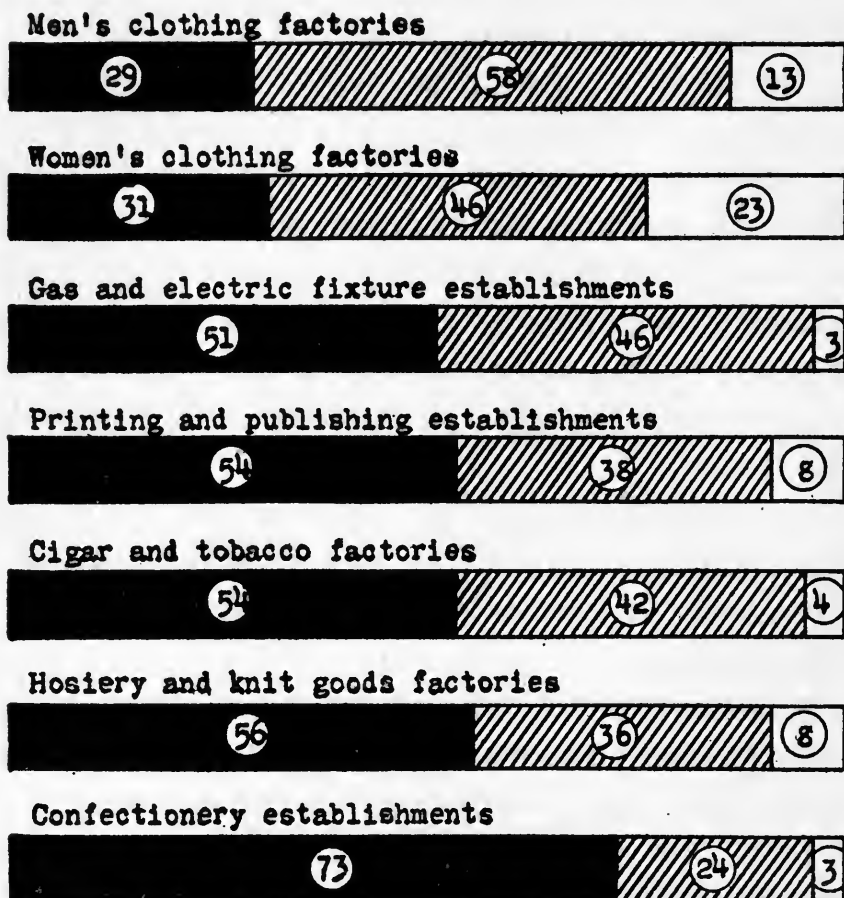 Men's clothing factories
29 58 13
Women's clothing factories
31 46 23
Gas and electric fixture establishments
51 46 3
Printing and publishing establishments
54 38 8
Cigar and tobacco factories
54 42 4
Hosiery and knit goods factories
56 36 8
Confectionery establishments
73 24 3